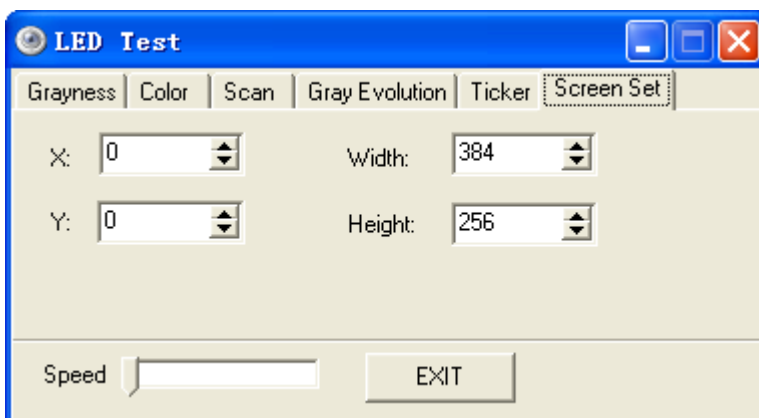 LED Test
Grayness Color Scan Gray Evolution Ticker Screen Set
X: 0 Width: 384
Y: 0 Height: 256
Speed EXIT